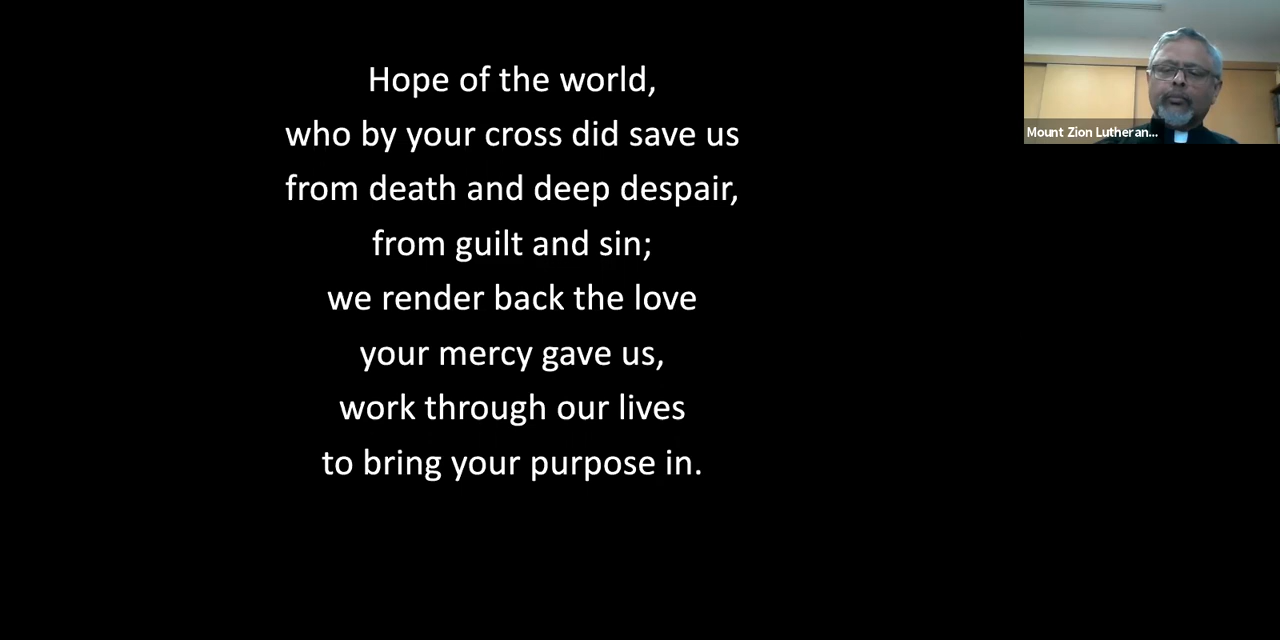 Hope of the world,
who by your cross did save us
from death and deep despair,
from guilt and sin;
we render back the love
your mercy gave us,
work through our lives
to bring your purpose in.
Mount Zion Lutheran...